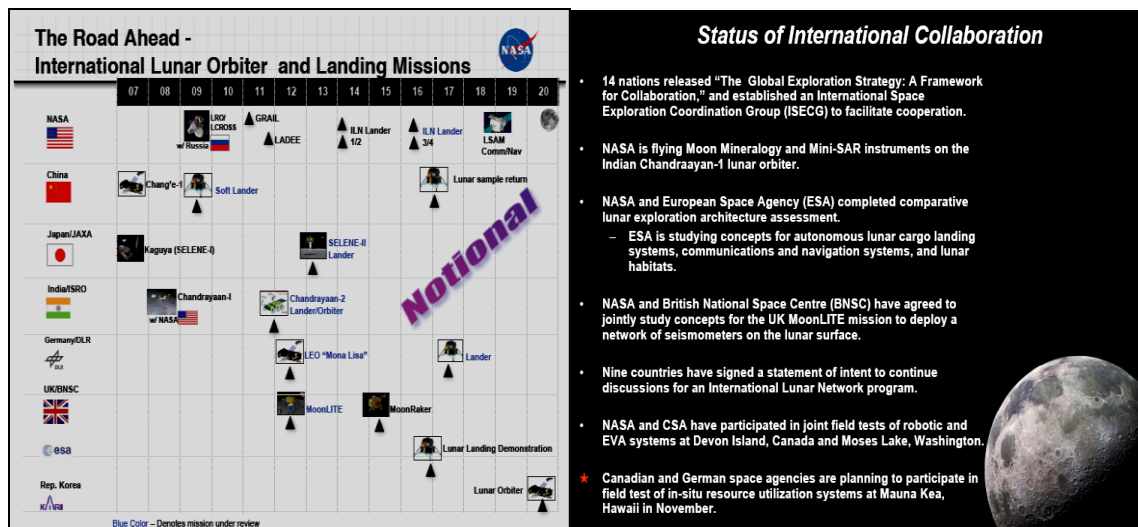 The Road Ahead -
International Lunar Orbiter and Landing Missions
NASA
07 08 09 10 11 12 13 14 15 16 17 18 19 20
NASA
w/ Russia
LRO/
LCROSS
GRAIL
LADEE
ILN Lander
1/2
ILN Lander
3/4
LSAM
Comm/Nav
China
Chang'e-1
Soft Lander
Lunar sample return
Japan/JAXA
Kaguya (SELENE-I)
SELENE-II
Lander
India/ISRO
Chandrayaan-I
w/ NASA
Chandrayaan-2
Lander/Orbiter
Notional
Germany/DLR
DLR
LEO “Mona Lisa”
Lander
UK/BNSC
MoonLITE
MoonRaker
esa
Lunar Landing Demonstration
Rep. Korea
KARI
Lunar Orbiter
Blue Color – Denotes mission under review
Status of International Collaboration
• 14 nations released “The Global Exploration Strategy: A Framework
for Collaboration,” and established an International Space
Exploration Coordination Group (ISECG) to facilitate cooperation.
• NASA is flying Moon Mineralogy and Mini-SAR instruments on the
Indian Chandraayan-1 lunar orbiter.
• NASA and European Space Agency (ESA) completed comparative
lunar exploration architecture assessment.
– ESA is studying concepts for autonomous lunar cargo landing
systems, communications and navigation systems, and lunar
habitats.
• NASA and British National Space Centre (BNSC) have agreed to
jointly study concepts for the UK MoonLITE mission to deploy a
network of seismometers on the lunar surface.
• Nine countries have signed a statement of intent to continue
discussions for an International Lunar Network program.
• NASA and CSA have participated in joint field tests of robotic and
EVA systems at Devon Island, Canada and Moses Lake, Washington.
★ Canadian and German space agencies are planning to participate in
field test of in-situ resource utilization systems at Mauna Kea,
Hawaii in November.